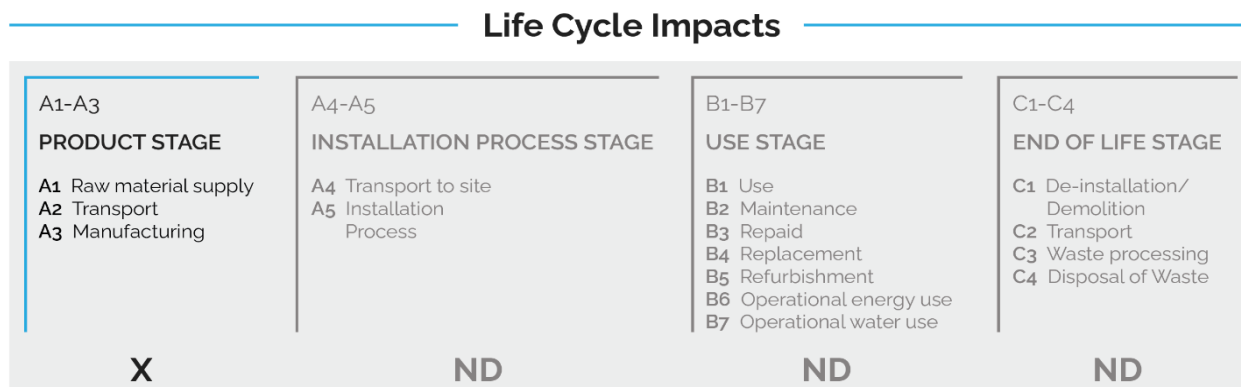 Life Cycle Impacts
A1-A3
PRODUCT STAGE
A1 Raw material supply
A2 Transport
A3 Manufacturing
X
A4-A5
INSTALLATION PROCESS STAGE
A4 Transport to site
A5 Installation
Process
ND
B1-B7
USE STAGE
B1 Use
B2 Maintenance
B3 Repaid
B4 Replacement
B5 Refurbishment
B6 Operational energy use
B7 Operational water use
ND
C1-C4
END OF LIFE STAGE
C1 De-installation/
Demolition
C2 Transport
C3 Waste processing
C4 Disposal of Waste
ND